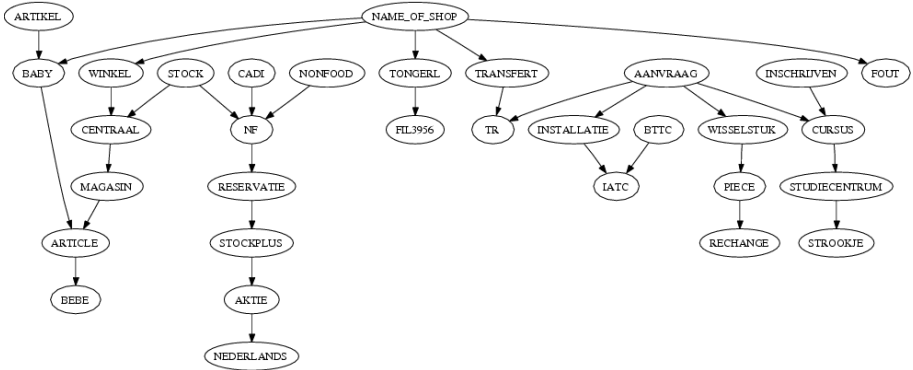 ARTIKEL NAME_OF_SHOP
BABY WINKEL STOCK CADI NONFOOD TONGERL TRANSFERT AANVRAAG INSCHRIJVEN FOUT
CENTRAAL NF FIL3956 TR INSTALLATIE BTTC WISSELSTUK CURSUS
MAGASIN RESERVATIE IATC PIECE STUDIECENTRUM
ARTICLE STOCKPLUS RECHANGE STROOKJE
BEBE AKTIE
NEDERLANDS